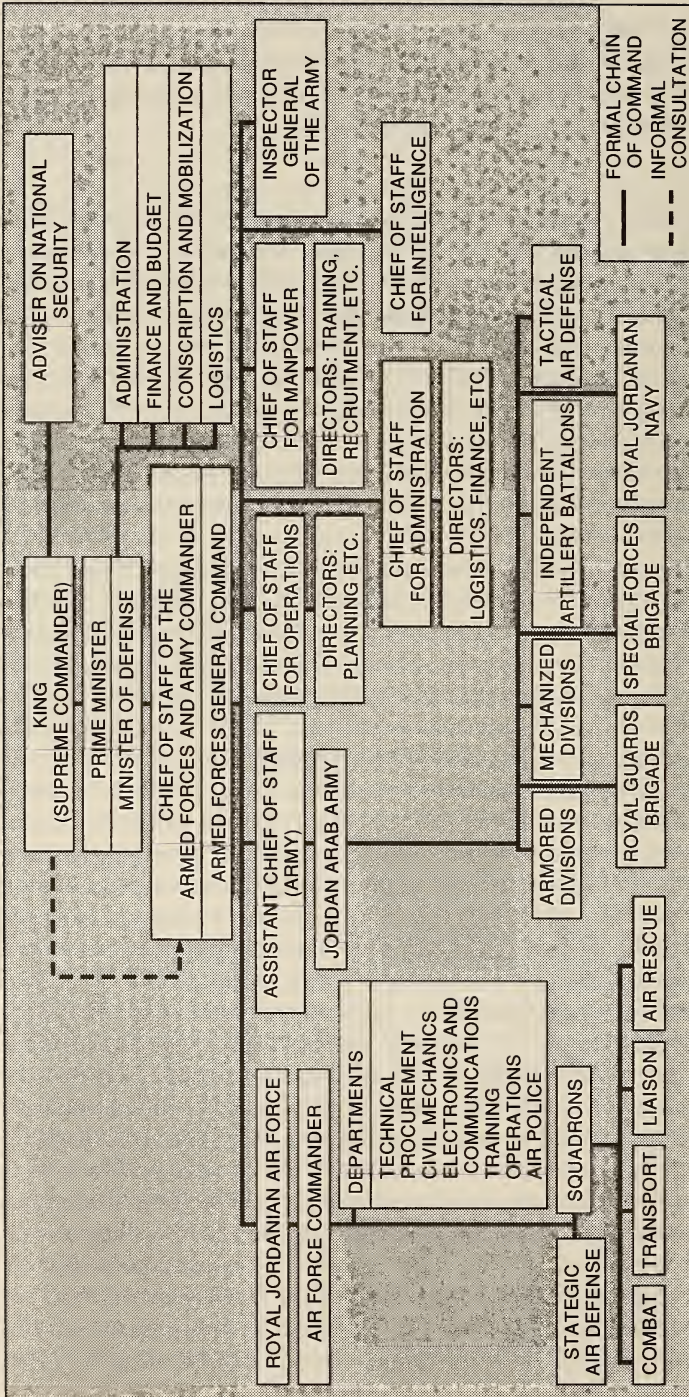 KING
(SUPREME COMMANDER)
ADVISER ON NATIONAL
SECURITY
PRIME MINISTER
MINISTER OF DEFENSE
ADMINISTRATION
FINANCE AND BUDGET
CONSCRIPTION AND MOBILIZATION
LOGISTICS
CHIEF OF STAFF OF THE
ARMED FORCES AND ARMY COMMANDER
ARMED FORCES GENERAL COMMAND
ROYAL JORDANIAN AIR FORCE
AIR FORCE COMMANDER
ASSISTANT CHIEF OF STAFF
(ARMY)
JORDAN ARAB ARMY
CHIEF OF STAFF
FOR OPERATIONS
DIRECTORS:
PLANNING ETC.
CHIEF OF STAFF
FOR MANPOWER
DIRECTORS: TRAINING,
RECRUITMENT, ETC.
INSPECTOR
GENERAL
OF THE ARMY
CHIEF OF STAFF
FOR ADMINISTRATION
DIRECTORS:
LOGISTICS, FINANCE, ETC.
CHIEF OF STAFF
FOR INTELLIGENCE
DEPARTMENTS
TECHNICAL
PROCUREMENT
CIVIL MECHANICS
ELECTRONICS AND
COMMUNICATIONS
TRAINING
OPERATIONS
AIR POLICE
STATEGIC
AIR DEFENSE
SQUADRONS
COMBAT
TRANSPORT
LIAISON
AIR RESCUE
ARMORED
DIVISIONS
MECHANIZED
DIVISIONS
INDEPENDENT
ARTILLERY BATTALIONS
TACTICAL
AIR DEFENSE
ROYAL GUARDS
BRIGADE
SPECIAL FORCES
BRIGADE
ROYAL JORDANIAN
NAVY
FORMAL CHAIN
OF COMMAND
INFORMAL
CONSULTATION